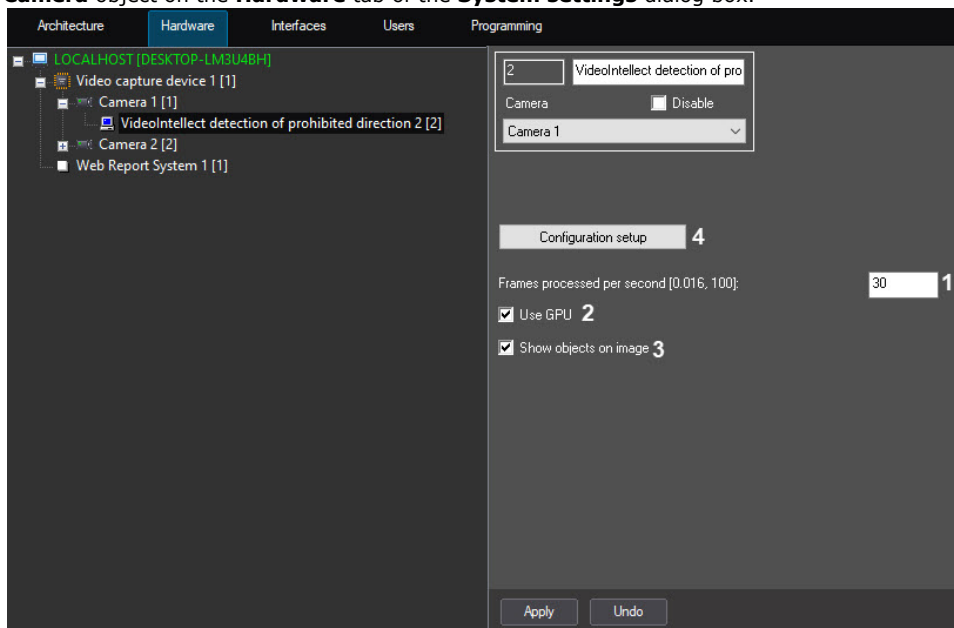 Camera object on the Hardware tab of the System settings dialog box.
Architecture Hardware Interfaces Users Programming
LOCALHOST [DESKTOP-LM3U4BH]
Video capture device 1 [1]
Camera 1 [1]
VideoIntellect detection of prohibited direction 2 [2]
Camera 2 [2]
Web Report System 1 [1]
2 VideoIntellect detection of pro
Camera Disable
Camera 1
Configuration setup 4
Frames processed per second [0.016, 100]: 30 1
Use GPU 2
Show objects on image 3
Apply Undo